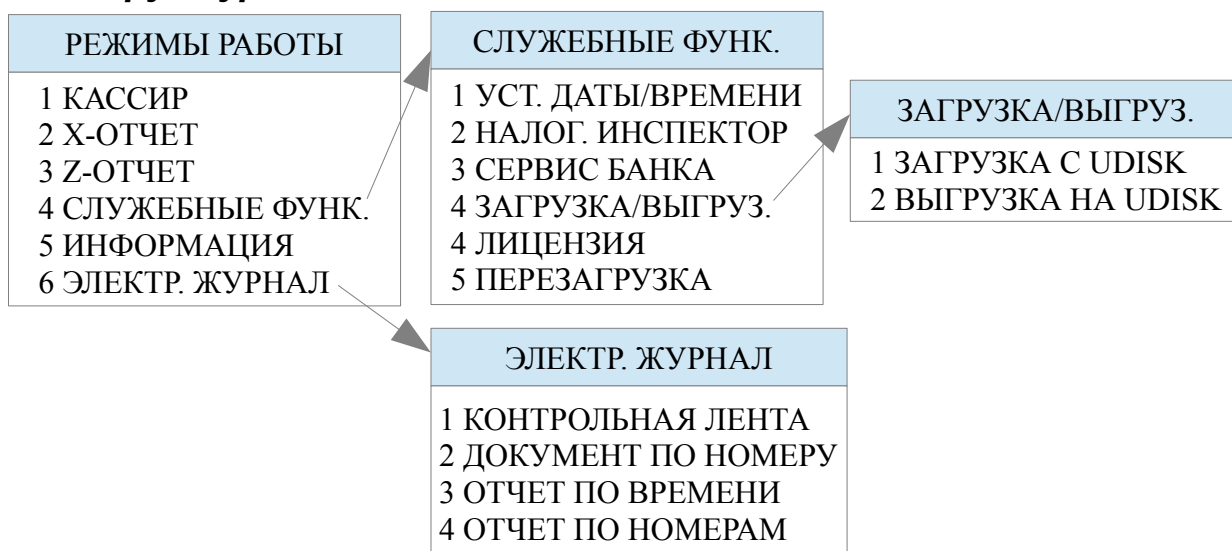 РЕЖИМЫ РАБОТЫ
1 КАССИР
2 X-ОТЧЕТ
3 Z-ОТЧЕТ
4 СЛУЖЕБНЫЕ ФУНК.
5 ИНФОРМАЦИЯ
6 ЭЛЕКТР. ЖУРНАЛ
СЛУЖЕБНЫЕ ФУНК.
1 УСТ. ДАТЫ/ВРЕМЕНИ
2 НАЛОГ. ИНСПЕКТОР
3 СЕРВИС БАНКА
4 ЗАГРУЗКА/ВЫГРУЗ.
4 ЛИЦЕНЗИЯ
5 ПЕРЕЗАГРУЗКА
ЗАГРУЗКА/ВЫГРУЗ.
1 ЗАГРУЗКА С UDISK
2 ВЫГРУЗКА НА UDISK
ЭЛЕКТР. ЖУРНАЛ
1 КОНТРОЛЬНАЯ ЛЕНТА
2 ДОКУМЕНТ ПО НОМЕРУ
3 ОТЧЕТ ПО ВРЕМЕНИ
4 ОТЧЕТ ПО НОМЕРАМ